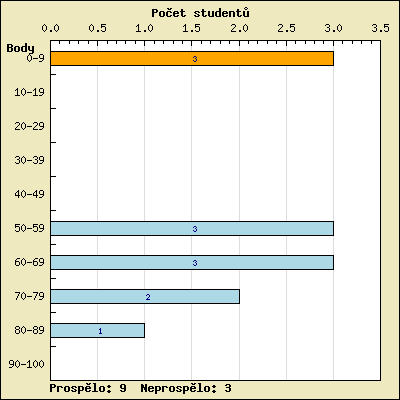 Počet studentů
0.0 0.5 1.0 1.5 2.0 2.5 3.0 3.5
Body
0-9 3
10-19
20-29
30-39
40-49
50-59 3
60-69 3
70-79 2
80-89 1
90-100
Prospělo: 9 Neprospělo: 3